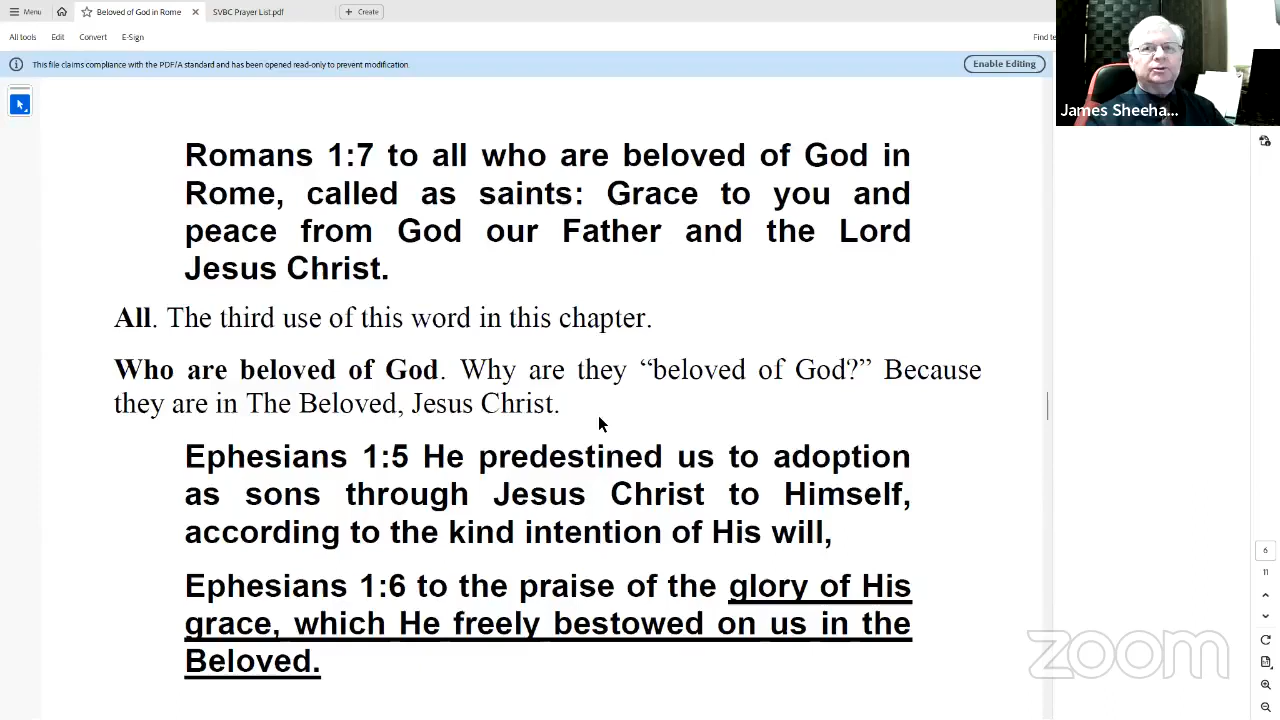 Menu
Beloved of God in Rome
SVBC Prayer List.pdf
Create
All tools Edit Convert E-Sign
Find te
This file claims compliance with the PDF/A standard and has been opened read-only to prevent modification.
Enable Editing
James Sheeha...
Romans 1:7 to all who are beloved of God in
Rome, called as saints: Grace to you and
peace from God our Father and the Lord
Jesus Christ.
All. The third use of this word in this chapter.
Who are beloved of God. Why are they “beloved of God?” Because
they are in The Beloved, Jesus Christ.
Ephesians 1:5 He predestined us to adoption
as sons through Jesus Christ to Himself,
according to the kind intention of His will,
Ephesians 1:6 to the praise of the glory of His
grace, which He freely bestowed on us in the
Beloved.
6
11
zoom